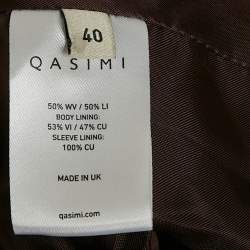 40
QASIMI
50% WV / 50% LI
BODY LINING:
53% VI / 47% CU
SLEEVE LINING:
100% CU
MADE IN UK
qasimi.com